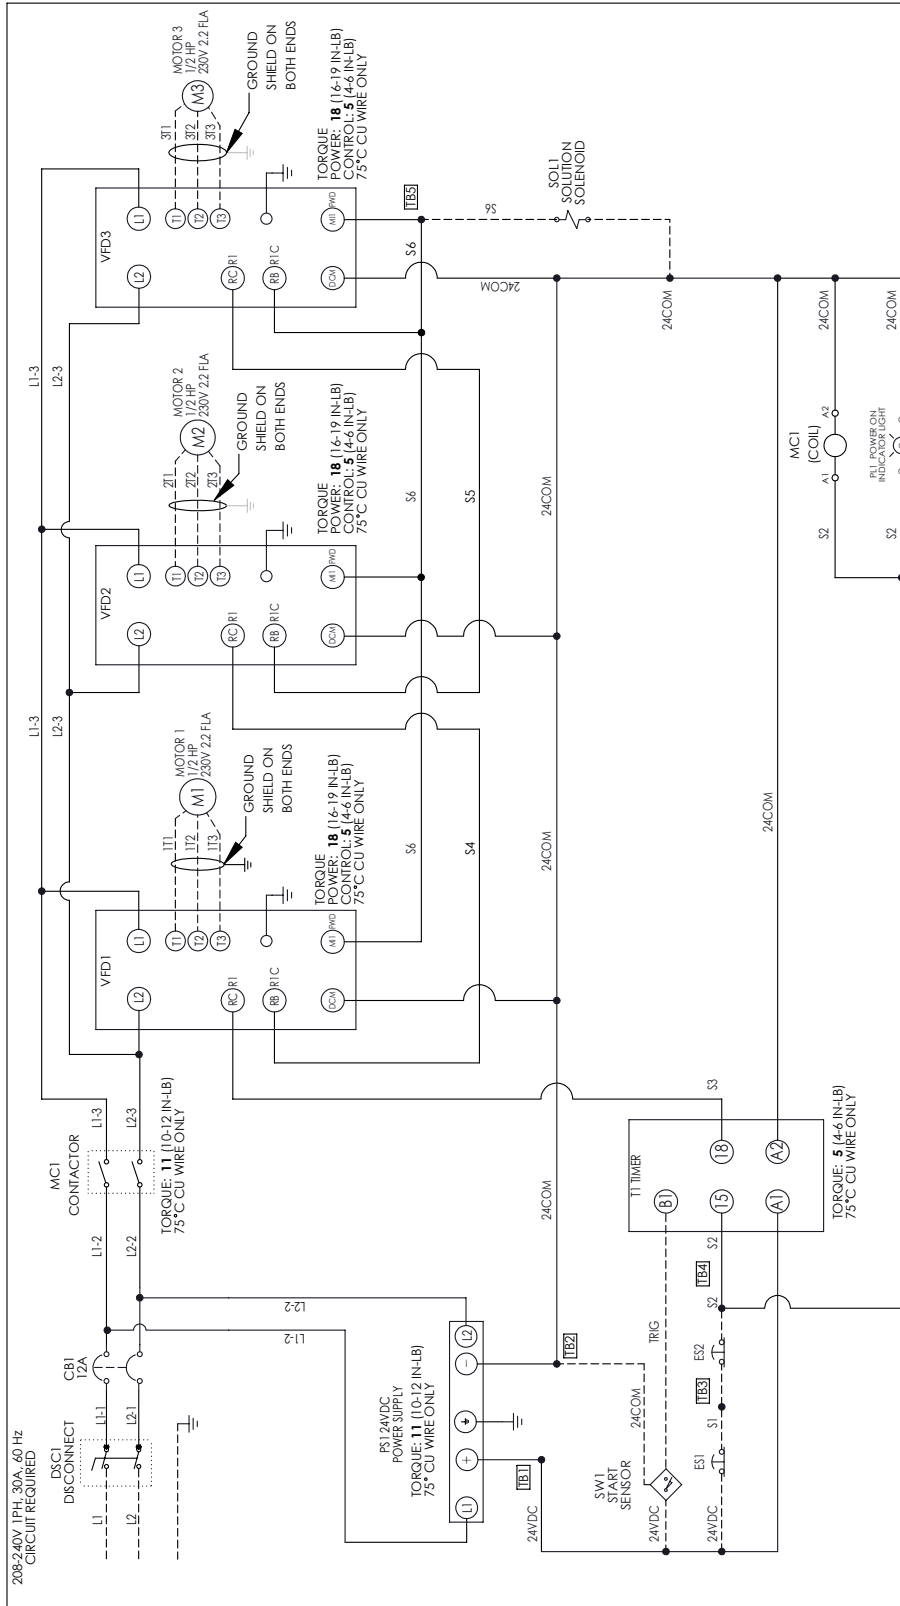 208-240V 1PH, 30A, 60 Hz
CIRCUIT REQUIRED
DSC1
DISCONNECT
L1
L2
L1-1
L2-1
CB1
12A
L1-2
L2-2
MC1
CONTACTOR
L1-3
L2-3
TORQUE: 11 (10-12 IN-LB)
75°C CU WIRE ONLY
L1-2
L2-2
L1-3
L2-3
L1-3
L2-3
VFD1
L2
L1
T1
T2
T3
RC R1
RB R1C
DCM
MI1 FWD
1T1
1T2
1T3
M1
MOTOR 1
1/2 HP
230V 2.2 FLA
GROUND
SHIELD ON
BOTH ENDS
TORQUE
POWER: 18 (16-19 IN-LB)
CONTROL: 5 (4-6 IN-LB)
75°C CU WIRE ONLY
VFD2
L2
L1
T1
T2
T3
RC R1
RB R1C
DCM
MI1 FWD
2T1
2T2
2T3
M2
MOTOR 2
1/2 HP
230V 2.2 FLA
GROUND
SHIELD ON
BOTH ENDS
TORQUE
POWER: 18 (16-19 IN-LB)
CONTROL: 5 (4-6 IN-LB)
75°C CU WIRE ONLY
VFD3
L2
L1
T1
T2
T3
RC R1
RB R1C
DCM
MI1 FWD
3T1
3T2
3T3
M3
MOTOR 3
1/2 HP
230V 2.2 FLA
GROUND
SHIELD ON
BOTH ENDS
TORQUE
POWER: 18 (16-19 IN-LB)
CONTROL: 5 (4-6 IN-LB)
75°C CU WIRE ONLY
S6
S6
S6
TB5
S6
S4
S5
SOL1
SOLUTION
SOLENOID
24COM
24COM
24COM
24COM
24COM
PS1 24VDC
POWER SUPPLY
TORQUE: 11 (10-12 IN-LB)
75° CU WIRE ONLY
L1
+
-
L2
TB1
TB2
24VDC
24COM
SW1
START
SENSOR
24VDC
TRIG
24VDC
ES1
S1
TB3
ES2
S2
TB4
S2
T1 TIMER
B1
15
18
A1
A2
S3
TORQUE: 5 (4-6 IN-LB)
75°C CU WIRE ONLY
24COM
MC1
(COIL)
S2
A1
A2
24COM
PL1 POWER ON
INDICATOR LIGHT
S2
24COM